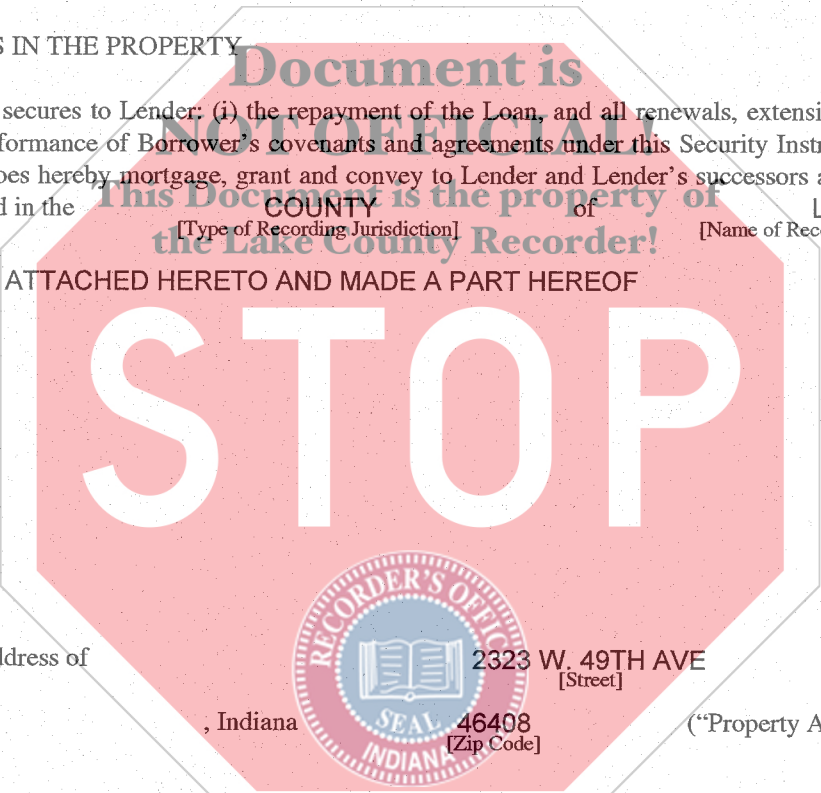 S IN THE PROPERTY
Document is
secures to Lender: (i) the repayment of the Loan, and all renewals, extensi
NOT OFFICIAL!
formance of Borrower's covenants and agreements under this Security Instr
oes hereby mortgage, grant and convey to Lender and Lender's successors a
This Document is the property of
d in the COUNTY of L
[Type of Recording Jurisdiction] [Name of Reco
the Lake County Recorder!
ATTACHED HERETO AND MADE A PART HEREOF
STOP
RECORDER'S OFFICE
ddress of 2323 W. 49TH AVE
[Street]
, Indiana 46408 ("Property A
[Zip Code]
SEAL
INDIANA